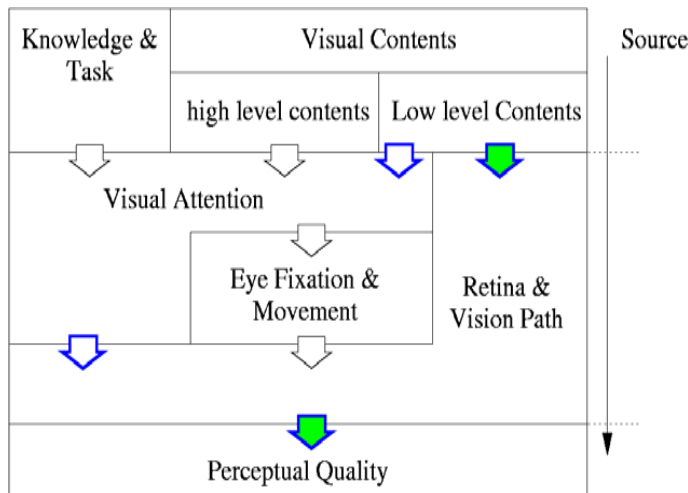 Knowledge &
Task
Visual Contents
Source
high level contents
Low level Contents
Visual Attention
Eye Fixation &
Movement
Retina &
Vision Path
Perceptual Quality